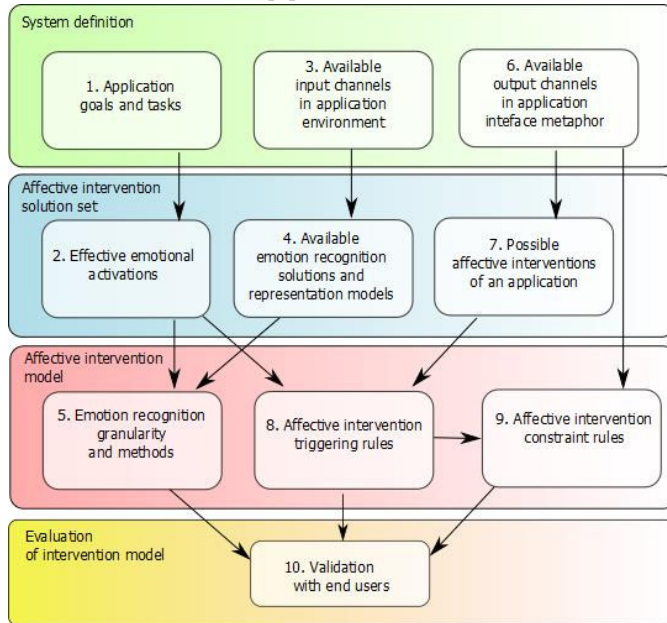 System definition
1. Application
goals and tasks
3. Available
input channels
in application
environment
6. Available
output channels
in application
inteface metaphor
Affective intervention
solution set
2. Effective emotional
activations
4. Available
emotion recognition
solutions and
representation models
7. Possible
affective interventions
of an application
Affective intervention
model
5. Emotion recognition
granularity
and methods
8. Affective intervention
triggering rules
9. Affective intervention
constraint rules
Evaluation
of intervention model
10. Validation
with end users